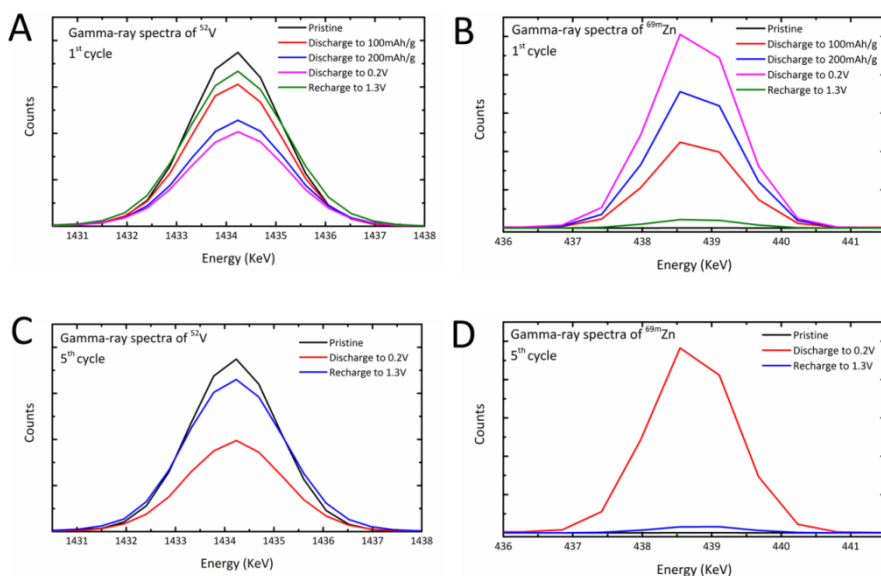 A
Gamma-ray spectra of ⁵²V
1st cycle
Pristine
Discharge to 100mAh/g
Discharge to 200mAh/g
Discharge to 0.2V
Recharge to 1.3V
Counts
1431 1432 1433 1434 1435 1436 1437 1438
Energy (KeV)
B
Gamma-ray spectra of ⁶⁹ᵐZn
1st cycle
Pristine
Discharge to 100mAh/g
Discharge to 200mAh/g
Discharge to 0.2V
Recharge to 1.3V
Counts
436 437 438 439 440 441
Energy (KeV)
C
Gamma-ray spectra of ⁵²V
5th cycle
Pristine
Discharge to 0.2V
Recharge to 1.3V
Counts
1431 1432 1433 1434 1435 1436 1437 1438
Energy (KeV)
D
Gamma-ray spectra of ⁶⁹ᵐZn
5th cycle
Pristine
Discharge to 0.2V
Recharge to 1.3V
Counts
436 437 438 439 440 441
Energy (KeV)